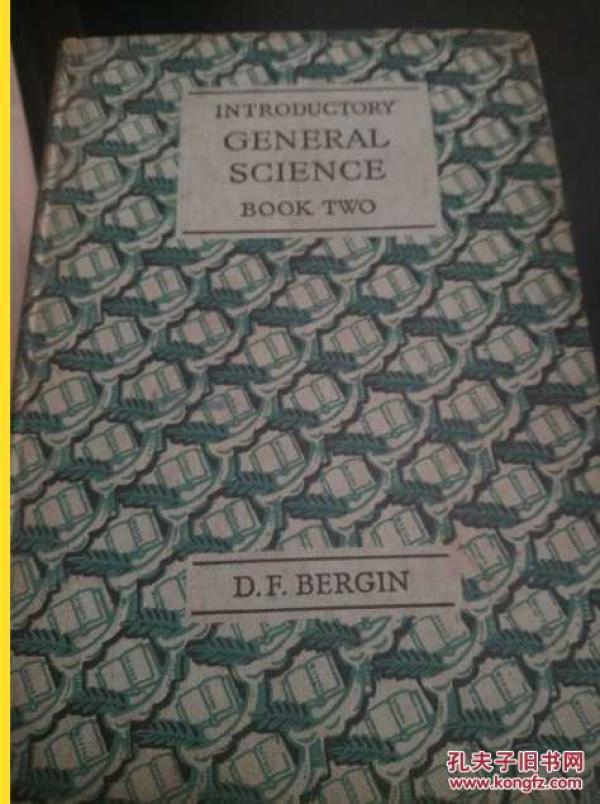 INTRODUCTORY
GENERAL
SCIENCE
BOOK TWO
D.F. BERGIN
孔夫子旧书网
www.kongfz.com